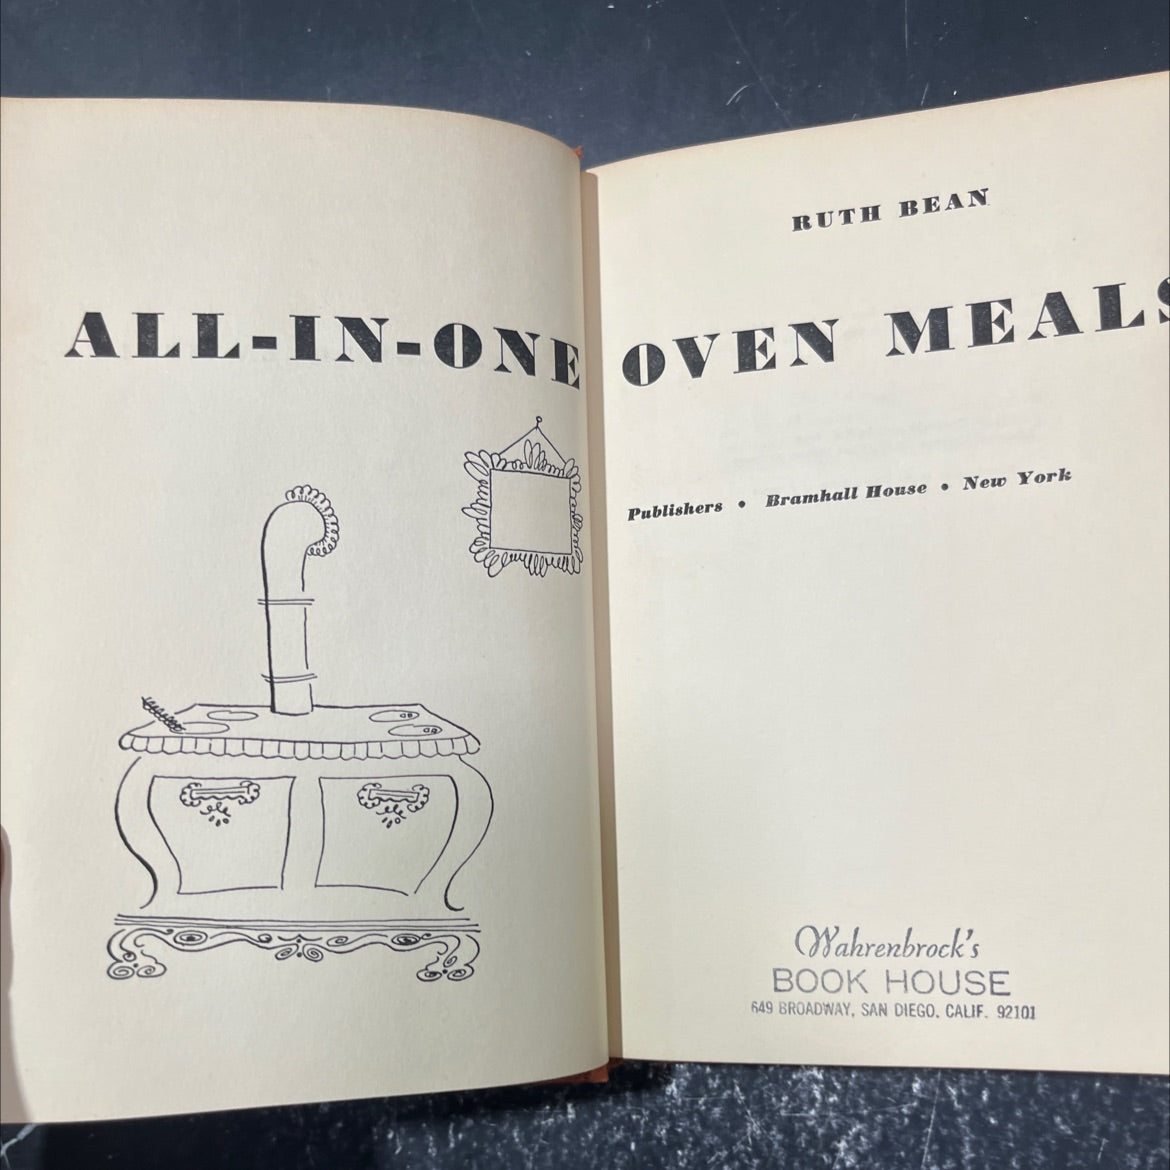 RUTH BEAN
ALL-IN-ONE OVEN MEALS
Publishers • Bramhall House • New York
Wahrenbrock's
BOOK HOUSE
649 BROADWAY, SAN DIEGO, CALIF. 92101